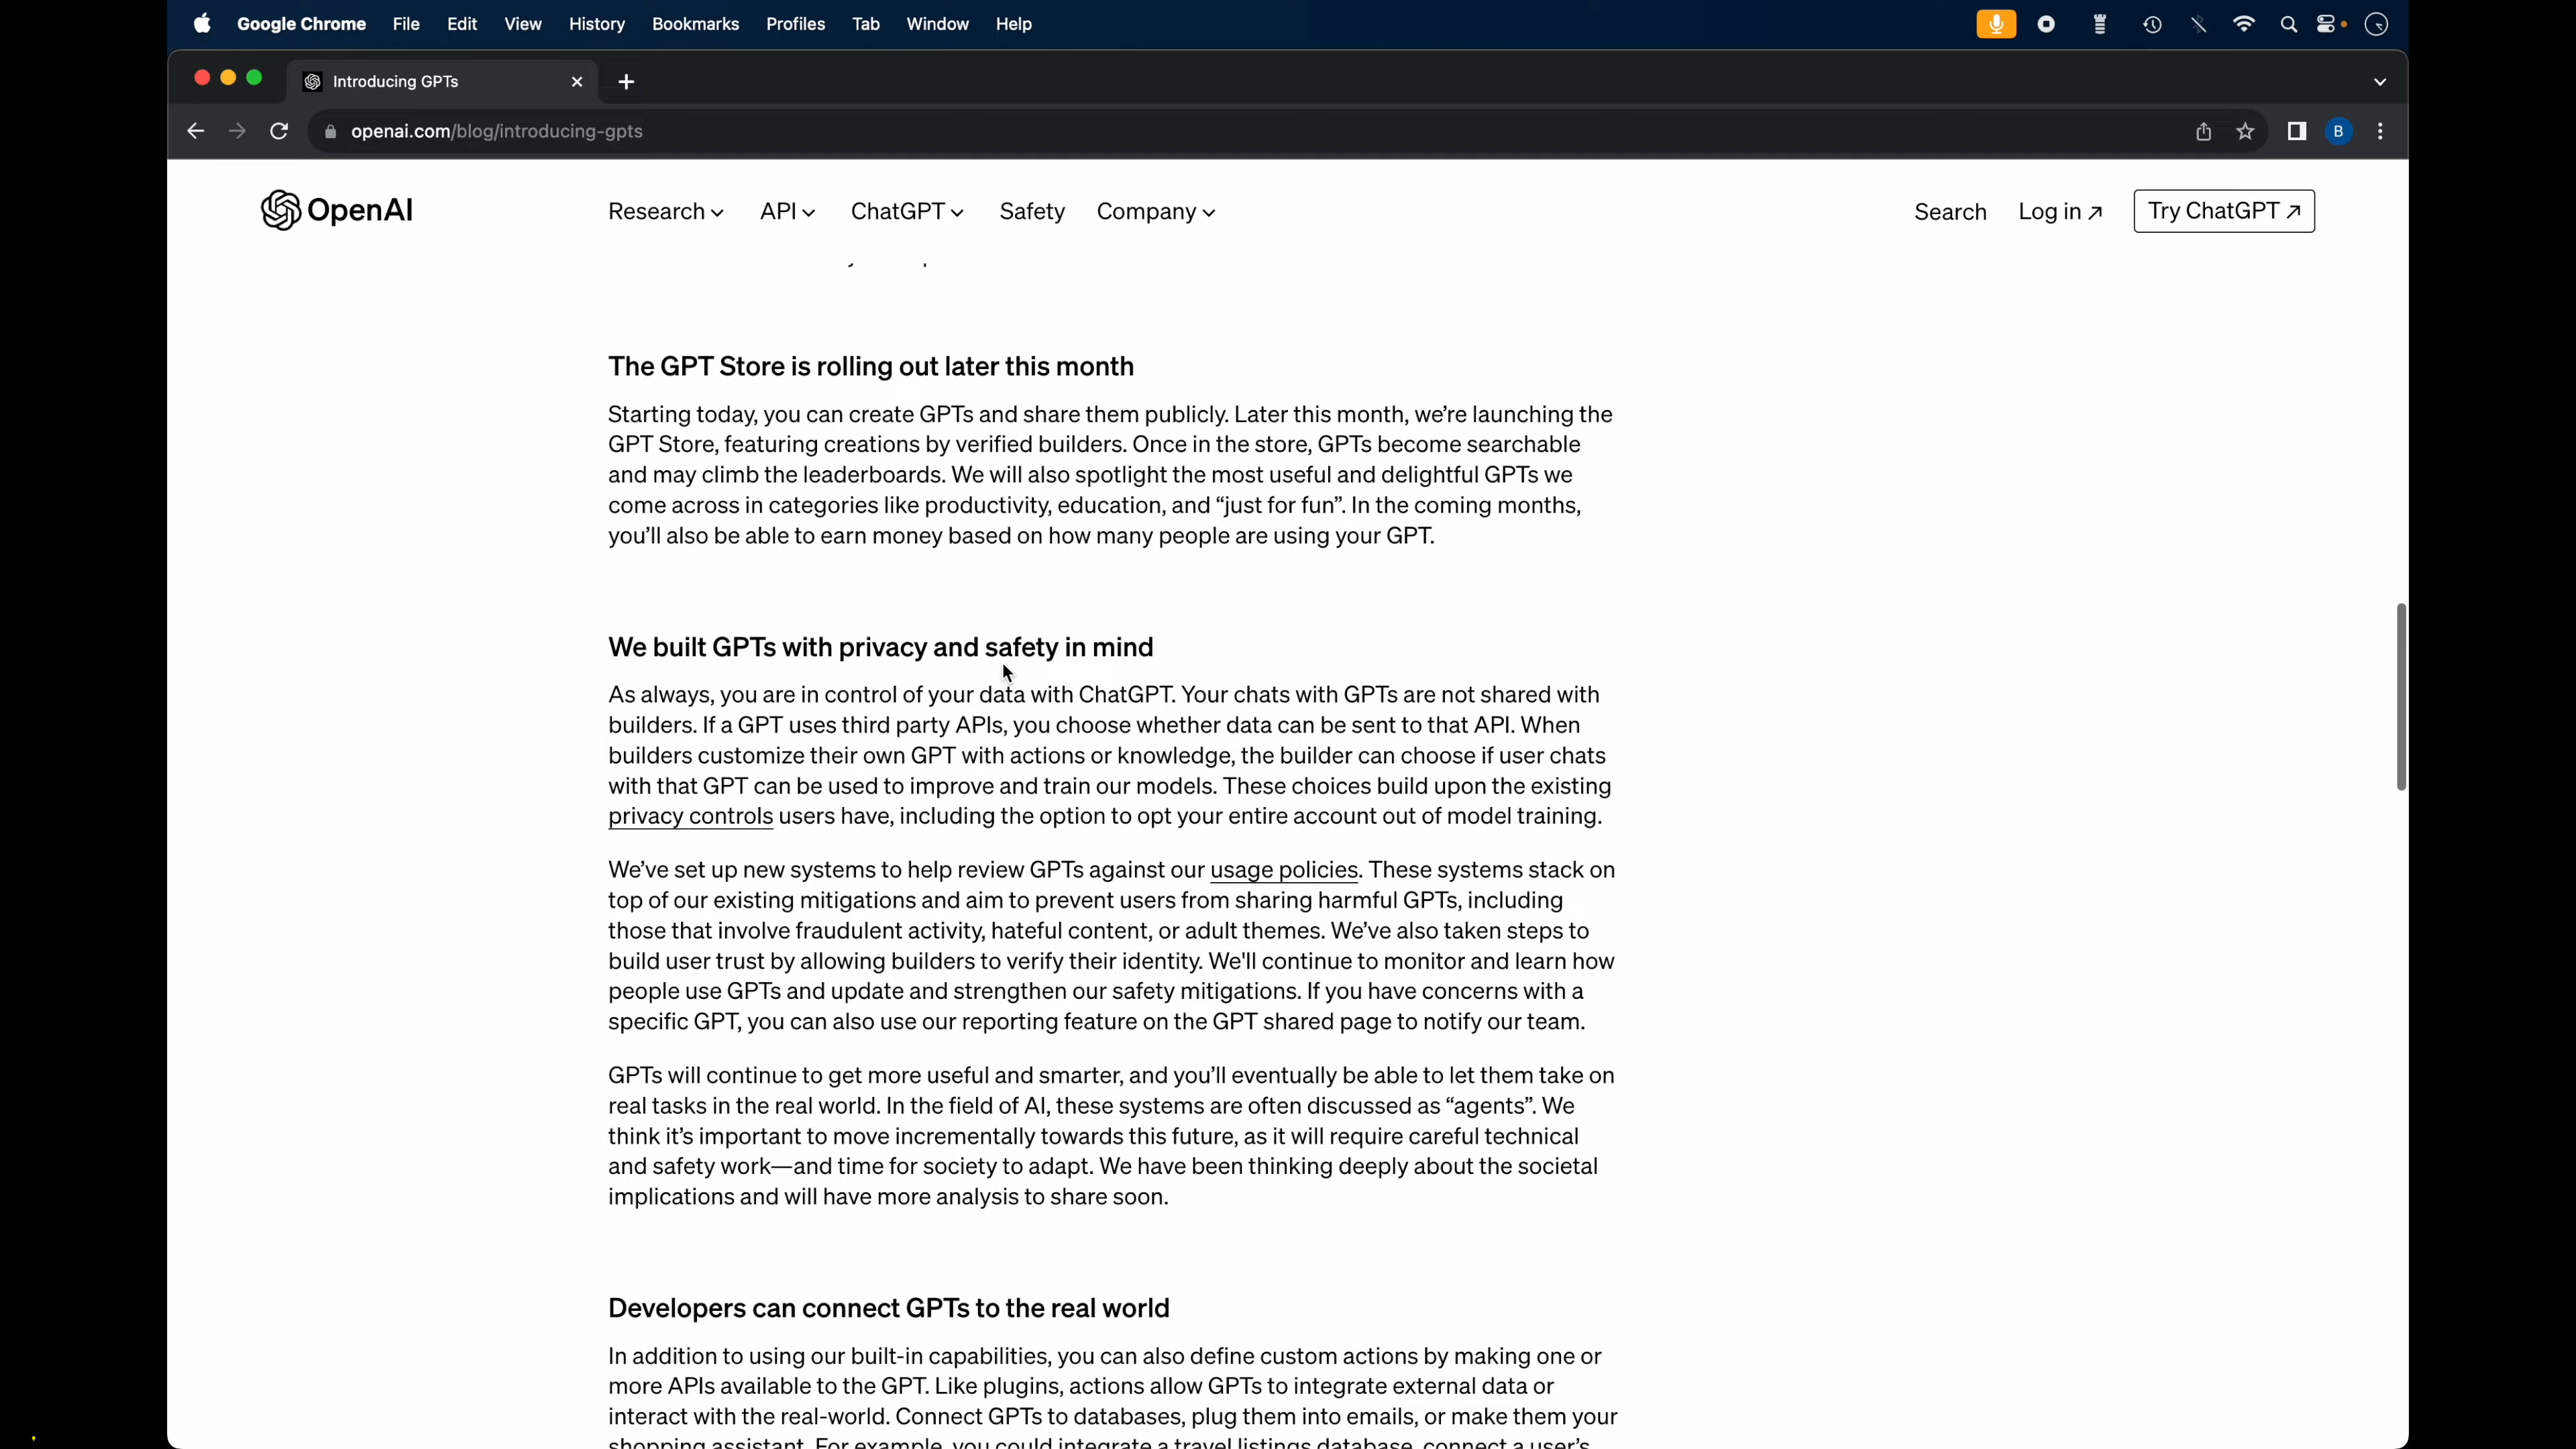 Google Chrome File Edit View History Bookmarks Profiles Tab Window Help
Introducing GPTs
openai.com/blog/introducing-gpts
B
OpenAI Research API ChatGPT Safety Company Search Log in ↗ Try ChatGPT ↗
The GPT Store is rolling out later this month
Starting today, you can create GPTs and share them publicly. Later this month, we’re launching the
GPT Store, featuring creations by verified builders. Once in the store, GPTs become searchable
and may climb the leaderboards. We will also spotlight the most useful and delightful GPTs we
come across in categories like productivity, education, and “just for fun”. In the coming months,
you’ll also be able to earn money based on how many people are using your GPT.
We built GPTs with privacy and safety in mind
As always, you are in control of your data with ChatGPT. Your chats with GPTs are not shared with
builders. If a GPT uses third party APIs, you choose whether data can be sent to that API. When
builders customize their own GPT with actions or knowledge, the builder can choose if user chats
with that GPT can be used to improve and train our models. These choices build upon the existing
privacy controls users have, including the option to opt your entire account out of model training.
We’ve set up new systems to help review GPTs against our usage policies. These systems stack on
top of our existing mitigations and aim to prevent users from sharing harmful GPTs, including
those that involve fraudulent activity, hateful content, or adult themes. We’ve also taken steps to
build user trust by allowing builders to verify their identity. We'll continue to monitor and learn how
people use GPTs and update and strengthen our safety mitigations. If you have concerns with a
specific GPT, you can also use our reporting feature on the GPT shared page to notify our team.
GPTs will continue to get more useful and smarter, and you’ll eventually be able to let them take on
real tasks in the real world. In the field of AI, these systems are often discussed as “agents”. We
think it’s important to move incrementally towards this future, as it will require careful technical
and safety work—and time for society to adapt. We have been thinking deeply about the societal
implications and will have more analysis to share soon.
Developers can connect GPTs to the real world
In addition to using our built-in capabilities, you can also define custom actions by making one or
more APIs available to the GPT. Like plugins, actions allow GPTs to integrate external data or
interact with the real-world. Connect GPTs to databases, plug them into emails, or make them your
shopping assistant. For example, you could integrate a travel listings database, connect a user’s